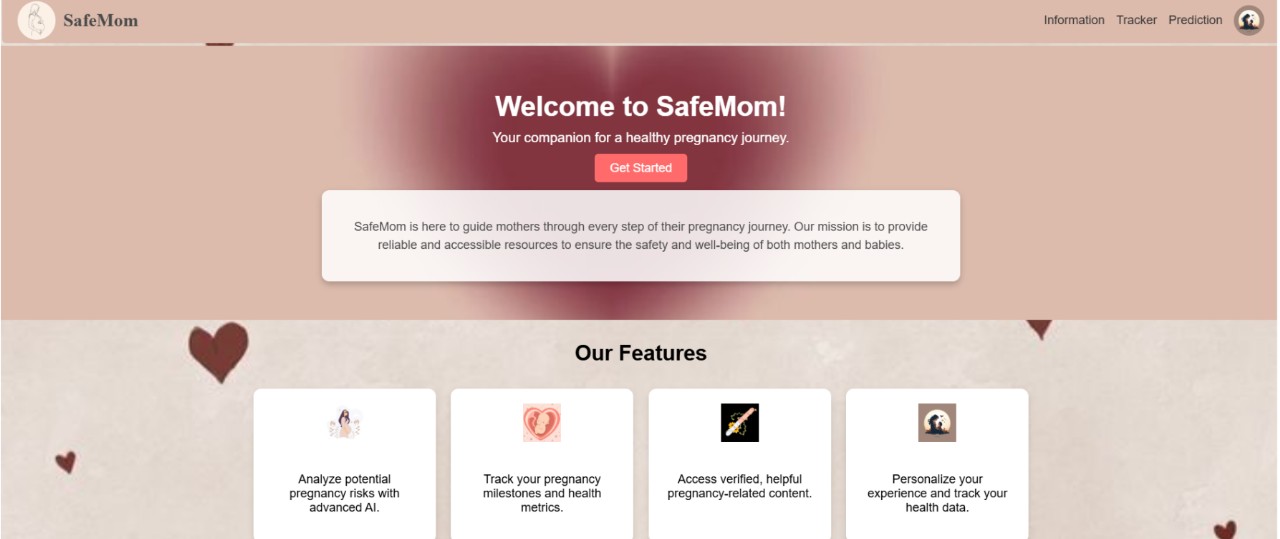 SafeMom
Information Tracker Prediction
Welcome to SafeMom!
Your companion for a healthy pregnancy journey.
Get Started
SafeMom is here to guide mothers through every step of their pregnancy journey. Our mission is to provide
reliable and accessible resources to ensure the safety and well-being of both mothers and babies.
Our Features
Analyze potential
pregnancy risks with
advanced AI.
Track your pregnancy
milestones and health
metrics.
Access verified, helpful
pregnancy-related content.
Personalize your
experience and track your
health data.